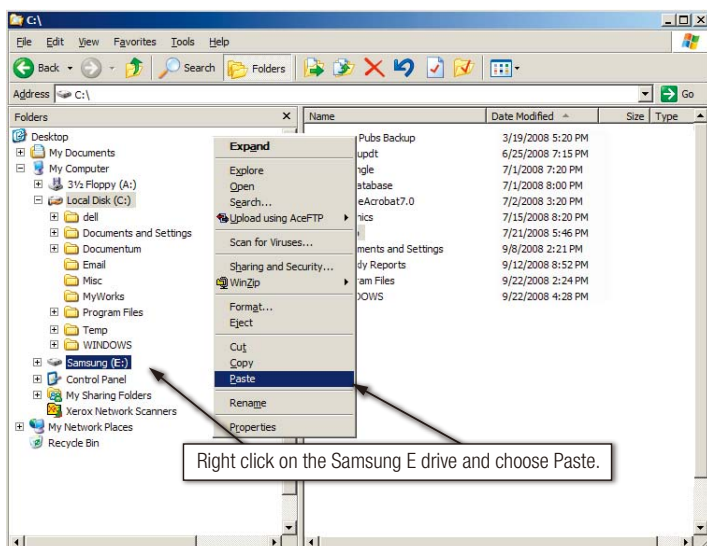 C:\
File Edit View Favorites Tools Help
Back Search Folders
Address C:\ Go
Folders
Name Date Modified Size Type
Desktop
My Documents
My Computer
3½ Floppy (A:)
Local Disk (C:)
dell
Documents and Settings
Documentum
Email
Misc
MyWorks
Program Files
Temp
WINDOWS
Samsung (E:)
Control Panel
My Sharing Folders
Xerox Network Scanners
My Network Places
Recycle Bin
Expand
Explore
Open
Search...
Upload using AceFTP
Scan for Viruses...
Sharing and Security...
WinZip
Format...
Eject
Cut
Copy
Paste
Rename
Properties
Pubs Backup 3/19/2008 5:20 PM
updt 6/25/2008 7:15 PM
7/1/2008 7:20 PM
7/1/2008 8:00 PM
eAcrobat7.0 7/2/2008 3:20 PM
7/15/2008 8:20 PM
7/21/2008 5:46 PM
ments and Settings 9/8/2008 2:21 PM
dy Reports 9/12/2008 8:52 PM
ram Files 9/22/2008 2:24 PM
DOWS 9/22/2008 4:28 PM
Right click on the Samsung E drive and choose Paste.